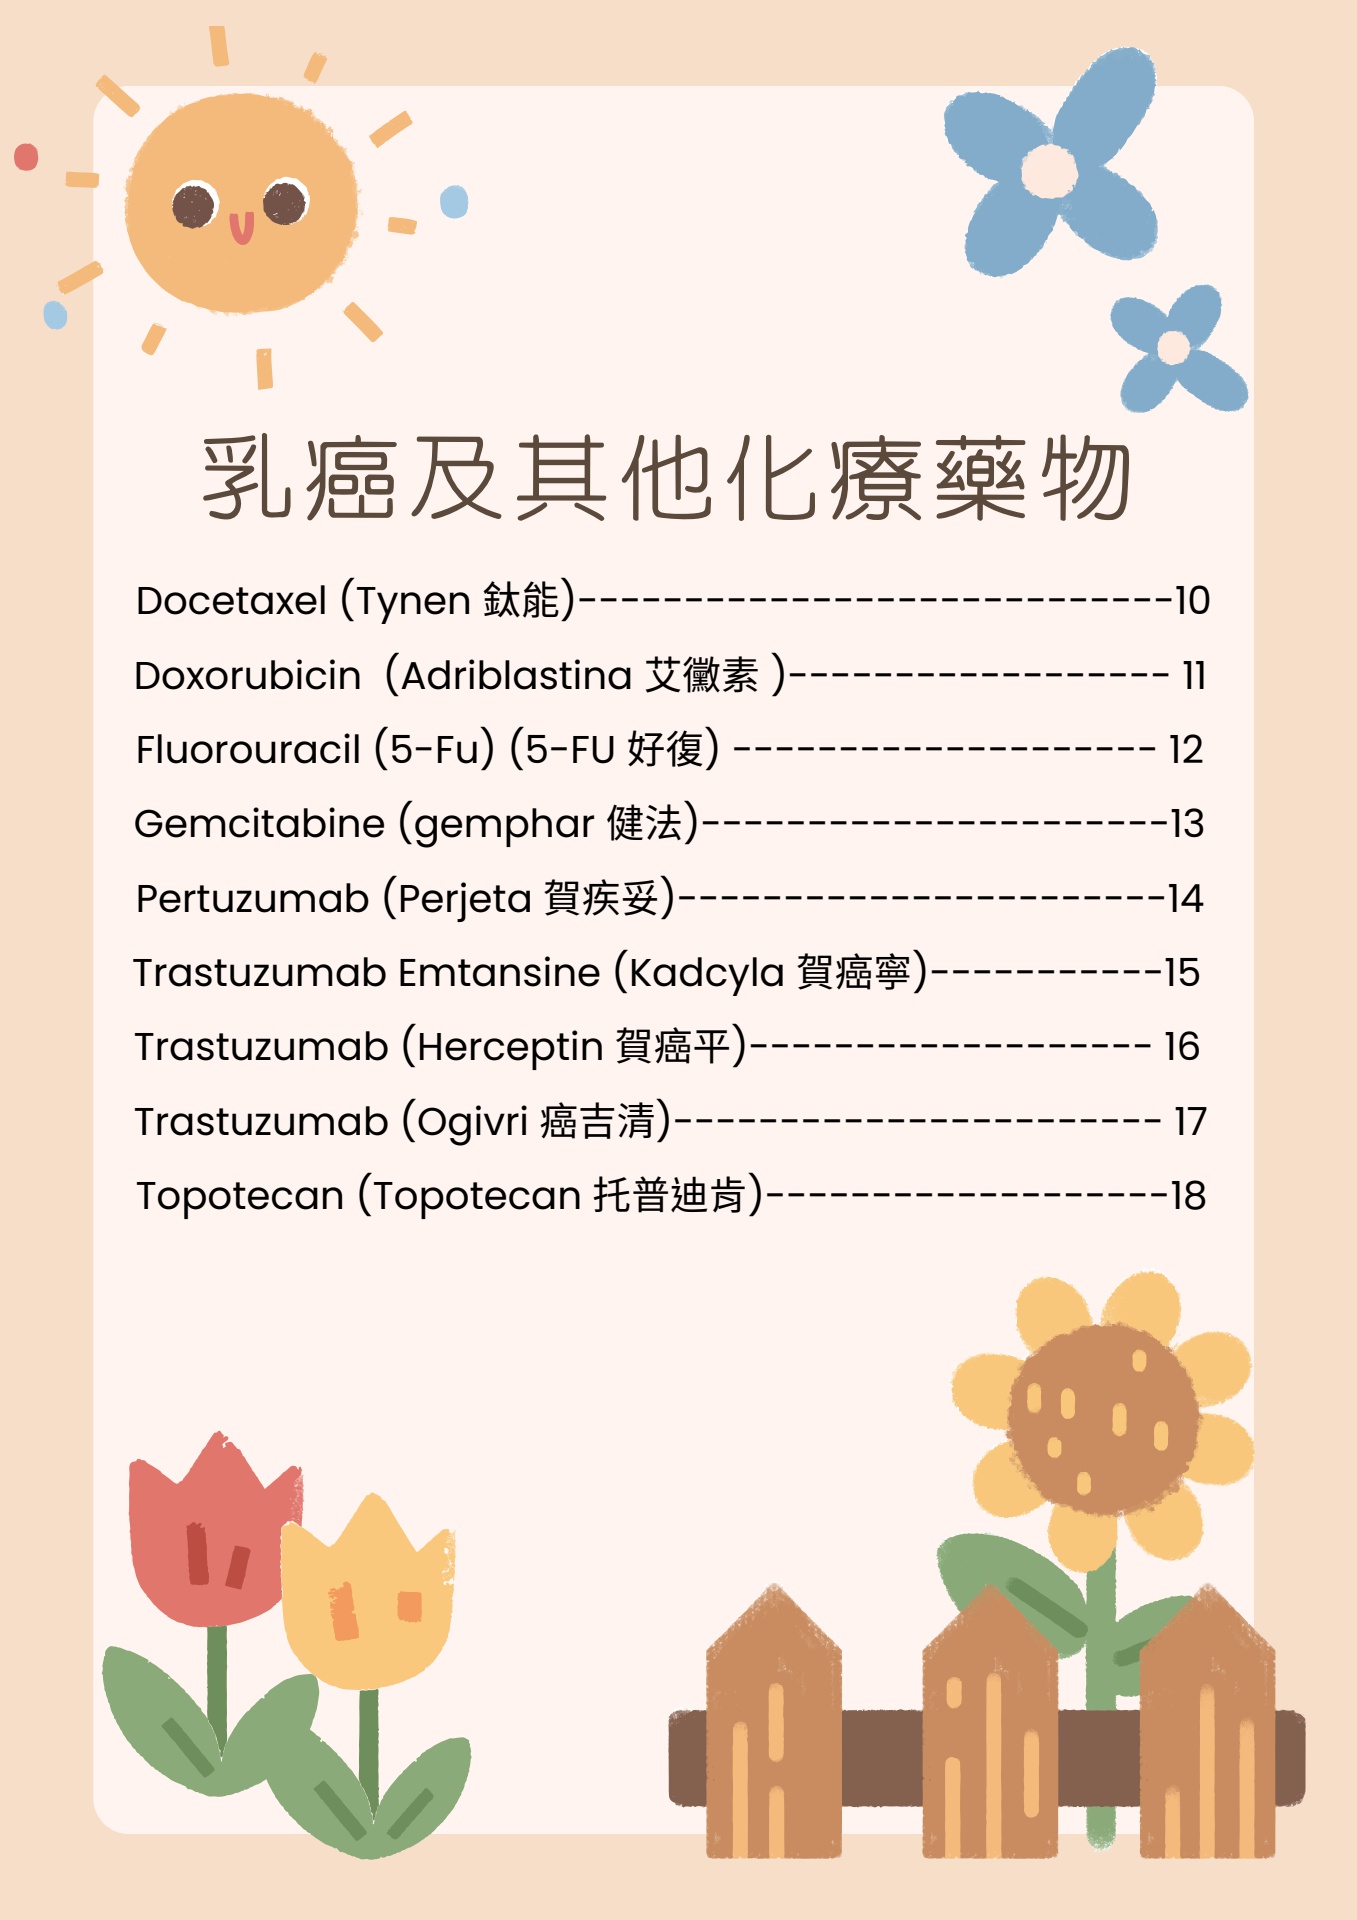 乳癌及其他化療藥物
Docetaxel (Tynen 鈦能)----------------------------10
Doxorubicin  (Adriblastina 艾黴素 )------------------ 11
Fluorouracil (5-Fu) (5-FU 好復) -------------------- 12
Gemcitabine (gemphar 健法)----------------------13
Pertuzumab (Perjeta 賀疾妥)-----------------------14
Trastuzumab Emtansine (Kadcyla 賀癌寧)-----------15
Trastuzumab (Herceptin 賀癌平)------------------- 16
Trastuzumab (Ogivri 癌吉清)----------------------- 17
Topotecan (Topotecan 托普迪肯)-------------------18